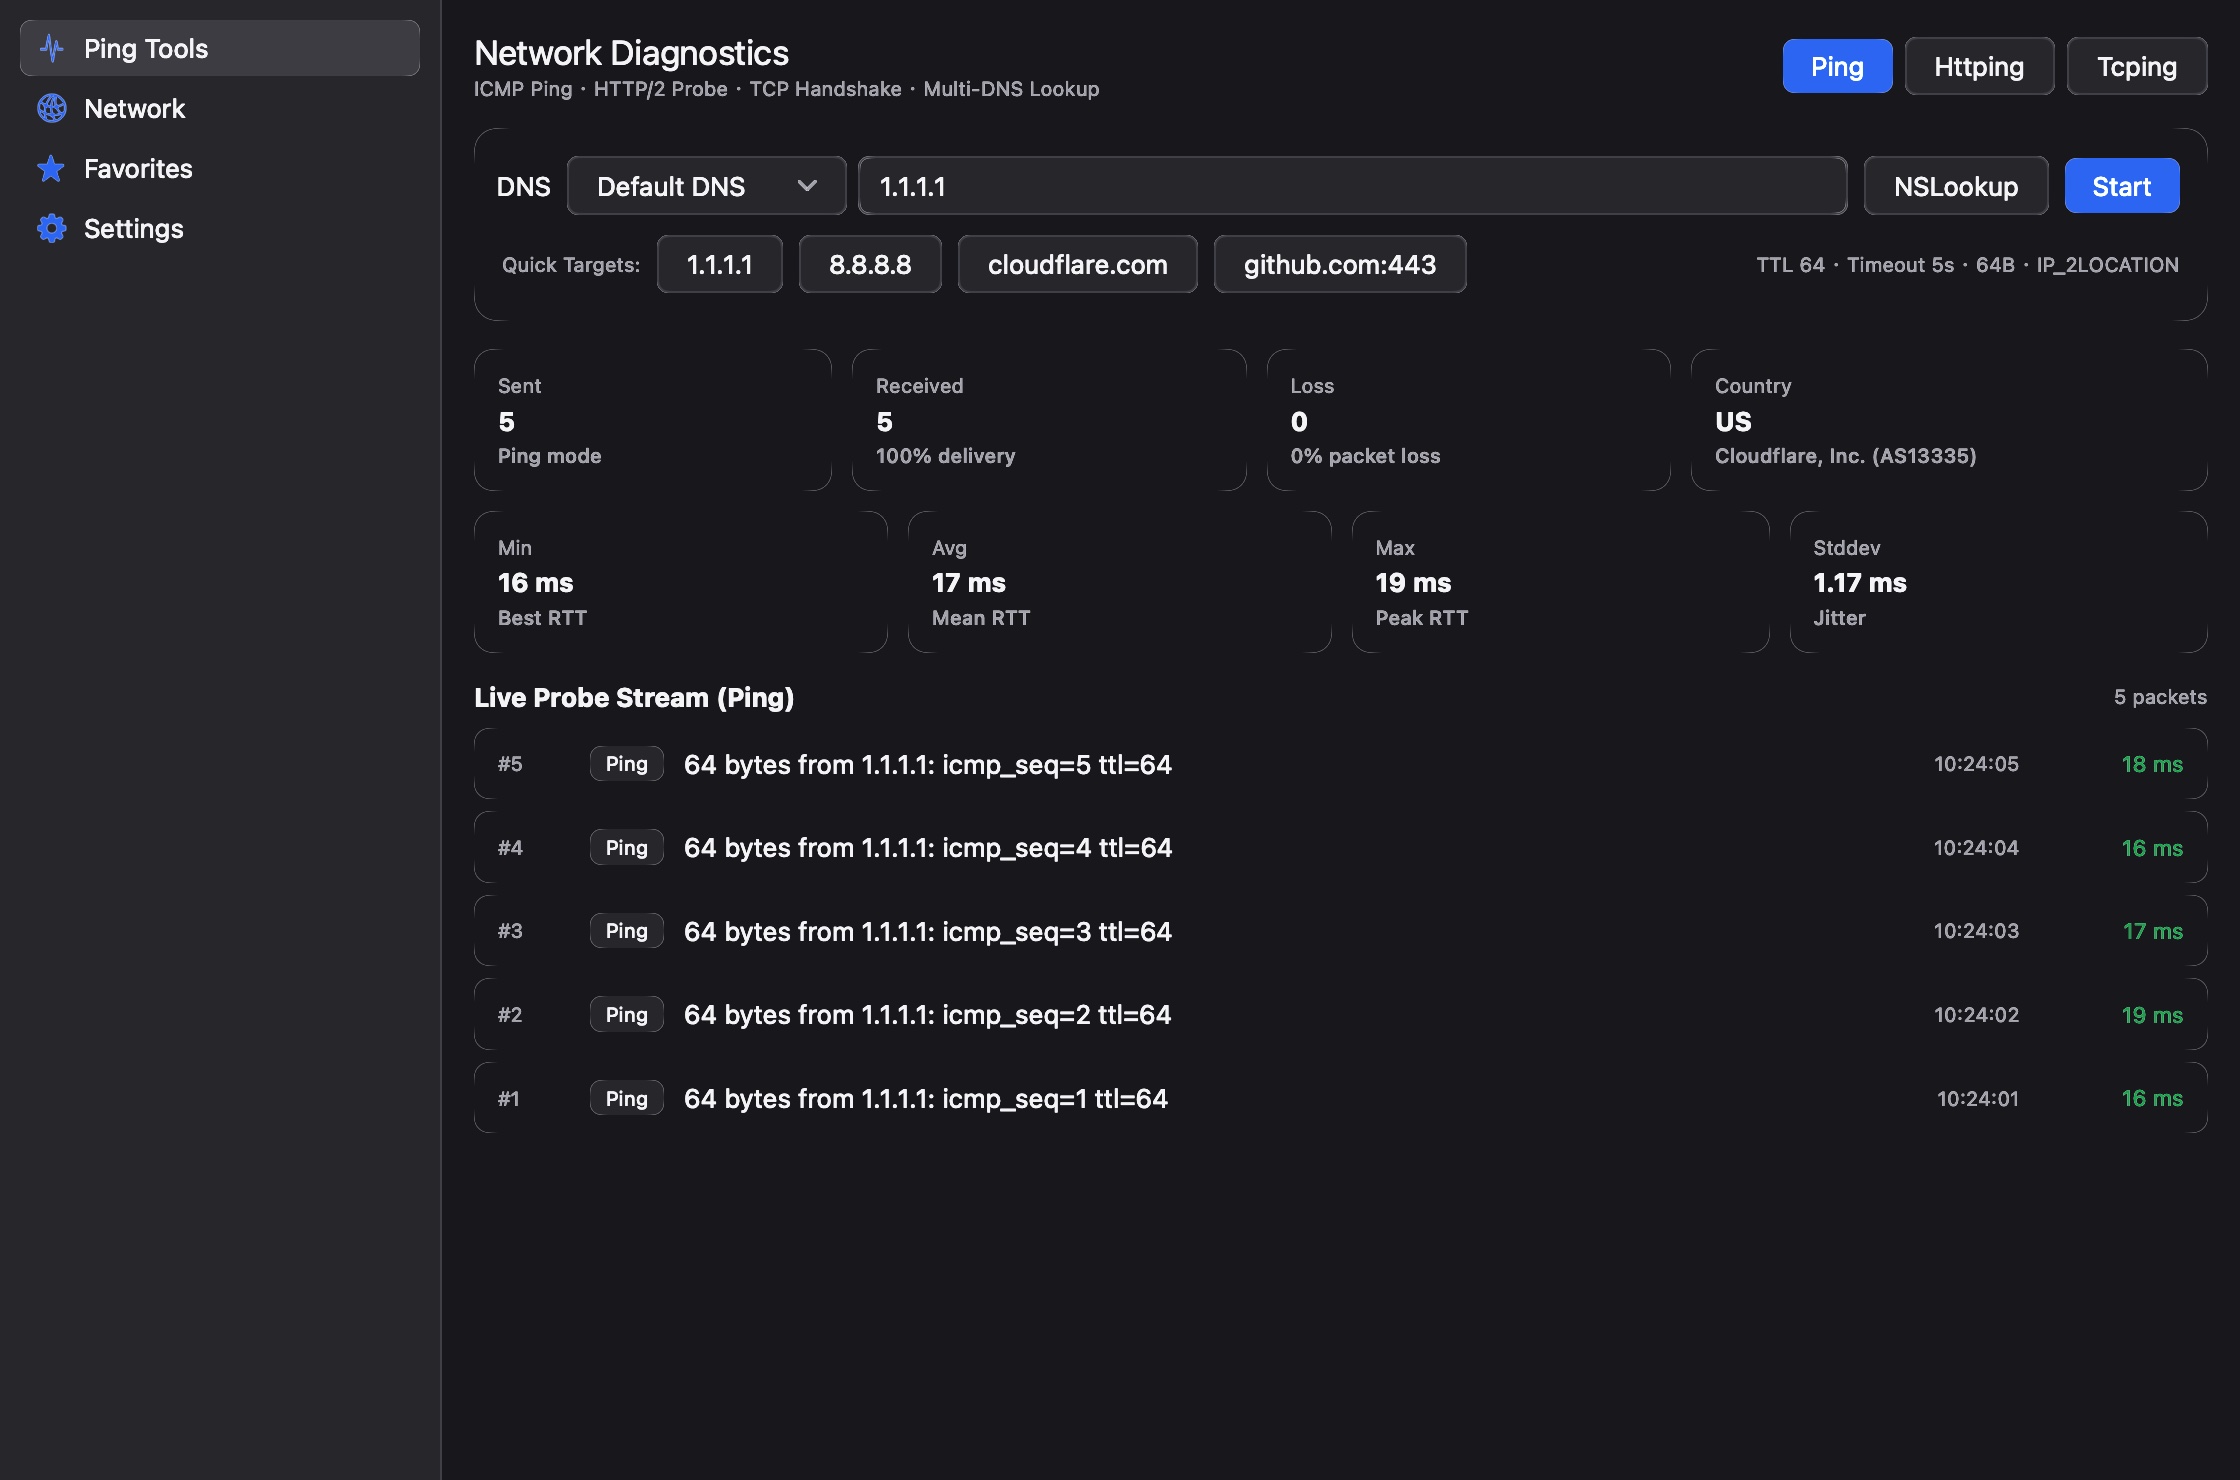 Ping Tools
Network
Favorites
Settings
Network Diagnostics
ICMP Ping · HTTP/2 Probe · TCP Handshake · Multi-DNS Lookup
Ping Httping Tcping
DNS Default DNS 1.1.1.1 NSLookup Start
Quick Targets: 1.1.1.1 8.8.8.8 cloudflare.com github.com:443 TTL 64 · Timeout 5s · 64B · IP_2LOCATION
Sent
5
Ping mode
Received
5
100% delivery
Loss
0
0% packet loss
Country
US
Cloudflare, Inc. (AS13335)
Min
16 ms
Best RTT
Avg
17 ms
Mean RTT
Max
19 ms
Peak RTT
Stddev
1.17 ms
Jitter
Live Probe Stream (Ping) 5 packets
#5 Ping 64 bytes from 1.1.1.1: icmp_seq=5 ttl=64 10:24:05 18 ms
#4 Ping 64 bytes from 1.1.1.1: icmp_seq=4 ttl=64 10:24:04 16 ms
#3 Ping 64 bytes from 1.1.1.1: icmp_seq=3 ttl=64 10:24:03 17 ms
#2 Ping 64 bytes from 1.1.1.1: icmp_seq=2 ttl=64 10:24:02 19 ms
#1 Ping 64 bytes from 1.1.1.1: icmp_seq=1 ttl=64 10:24:01 16 ms